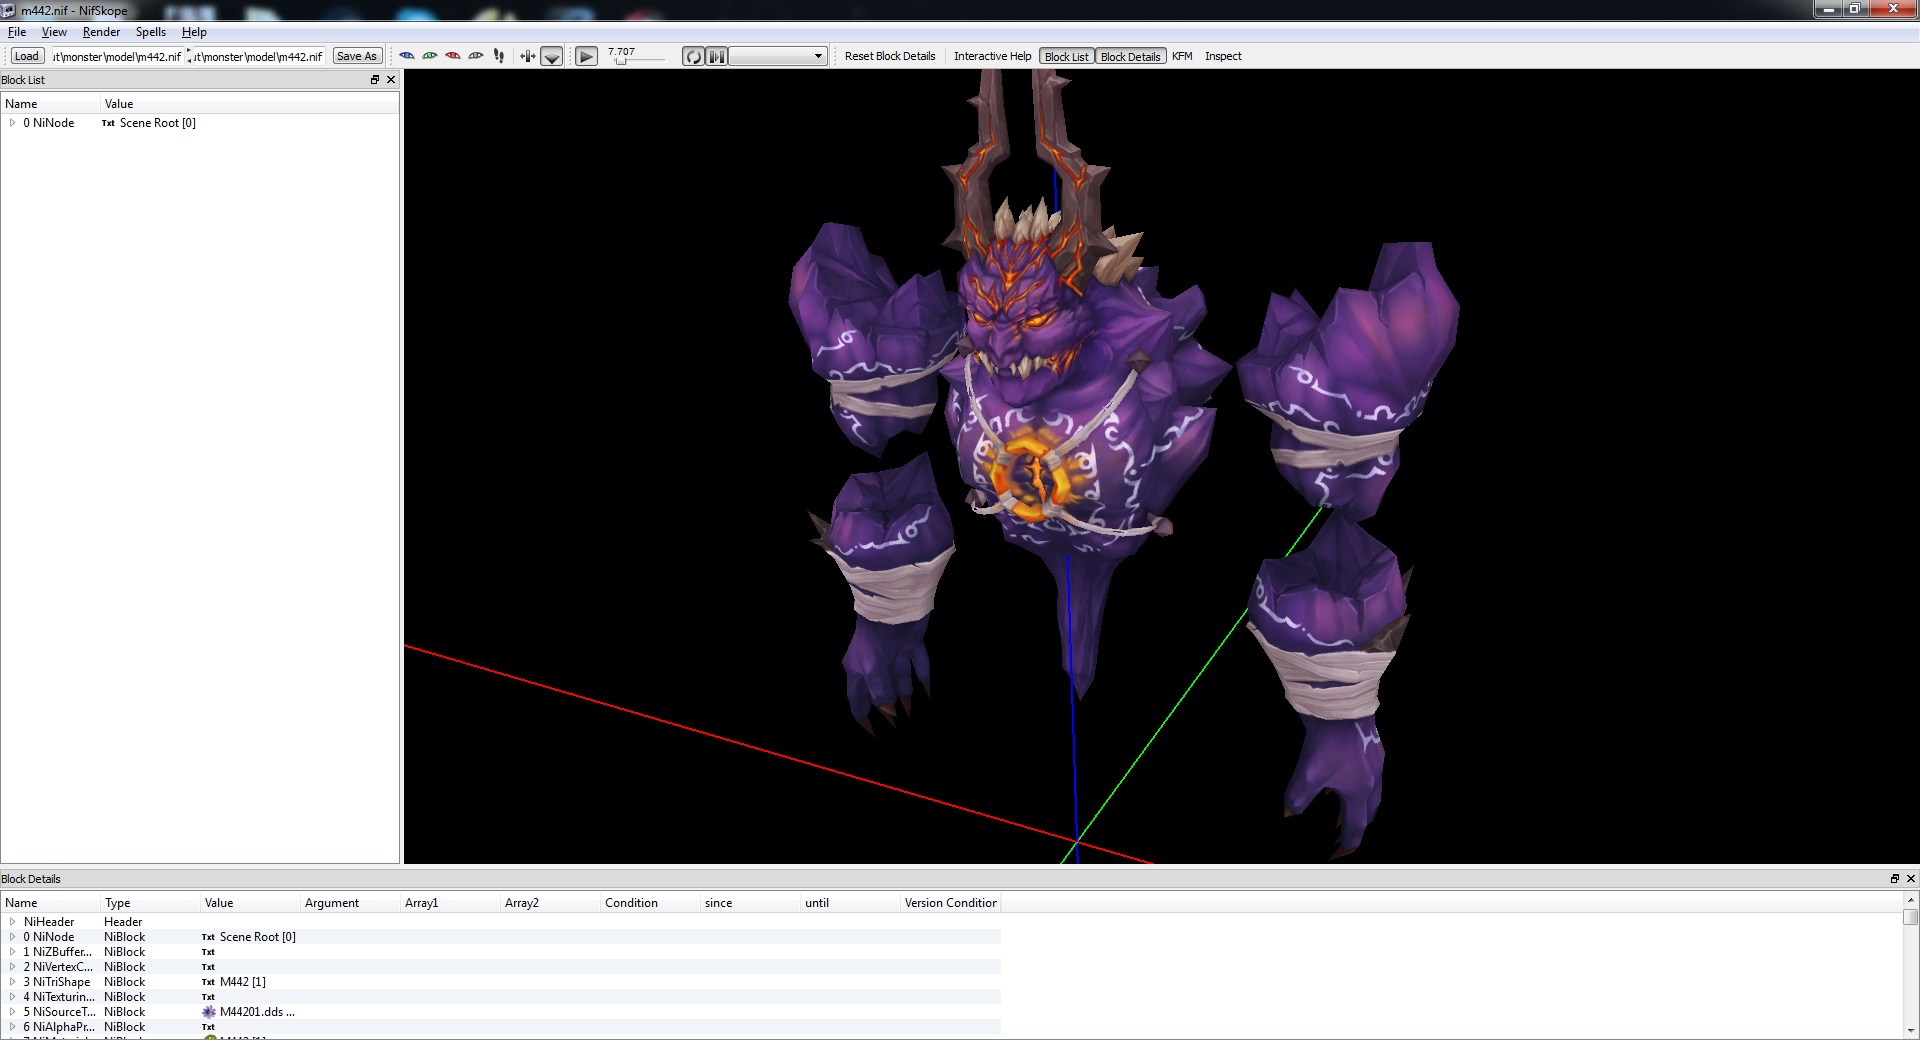 m442.nif - NifSkope
File View Render Spells Help
Load ut\monster\model\m442.nif ut\monster\model\m442.nif Save As 7.707 Reset Block Details Interactive Help Block List Block Details KFM Inspect
Block List
Name Value
0 NiNode Txt Scene Root [0]
Block Details
Name Type Value Argument Array1 Array2 Condition since until Version Condition
NiHeader Header
0 NiNode NiBlock Txt Scene Root [0]
1 NiZBuffer... NiBlock Txt
2 NiVertexC... NiBlock Txt
3 NiTriShape NiBlock Txt M442 [1]
4 NiTexturin... NiBlock Txt
5 NiSourceT... NiBlock M44201.dds ...
6 NiAlphaPr... NiBlock Txt